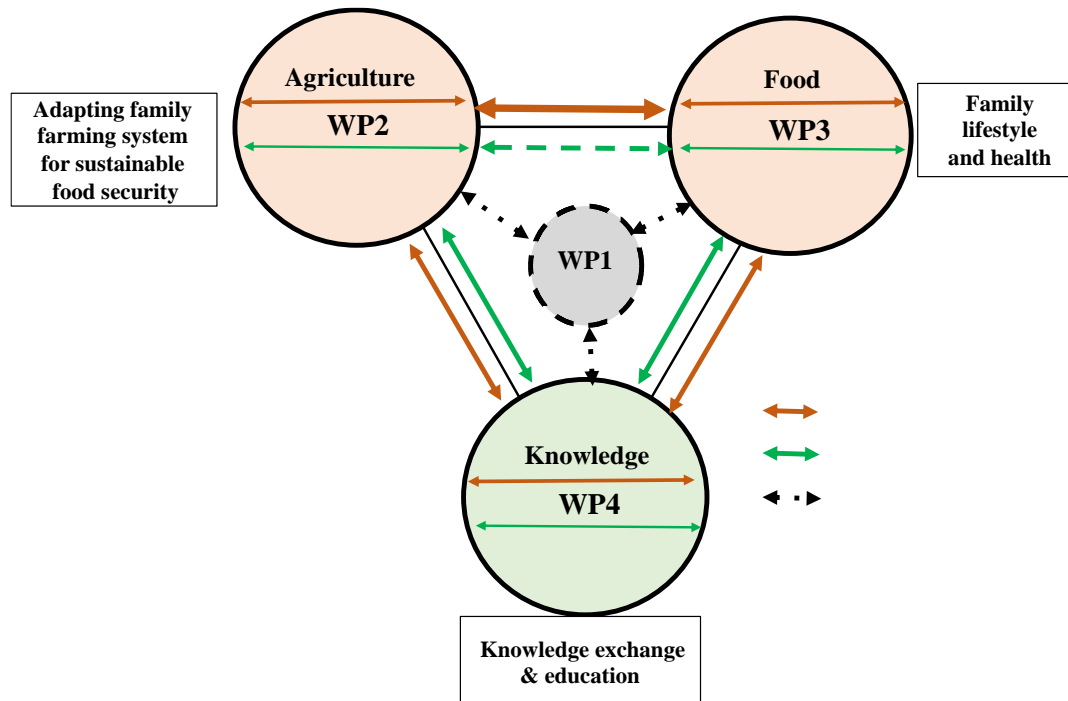 Agriculture
WP2
Food
WP3
Adapting family
farming system
for sustainable
food security
Family
lifestyle
and health
WP1
Knowledge
WP4
Knowledge exchange
& education